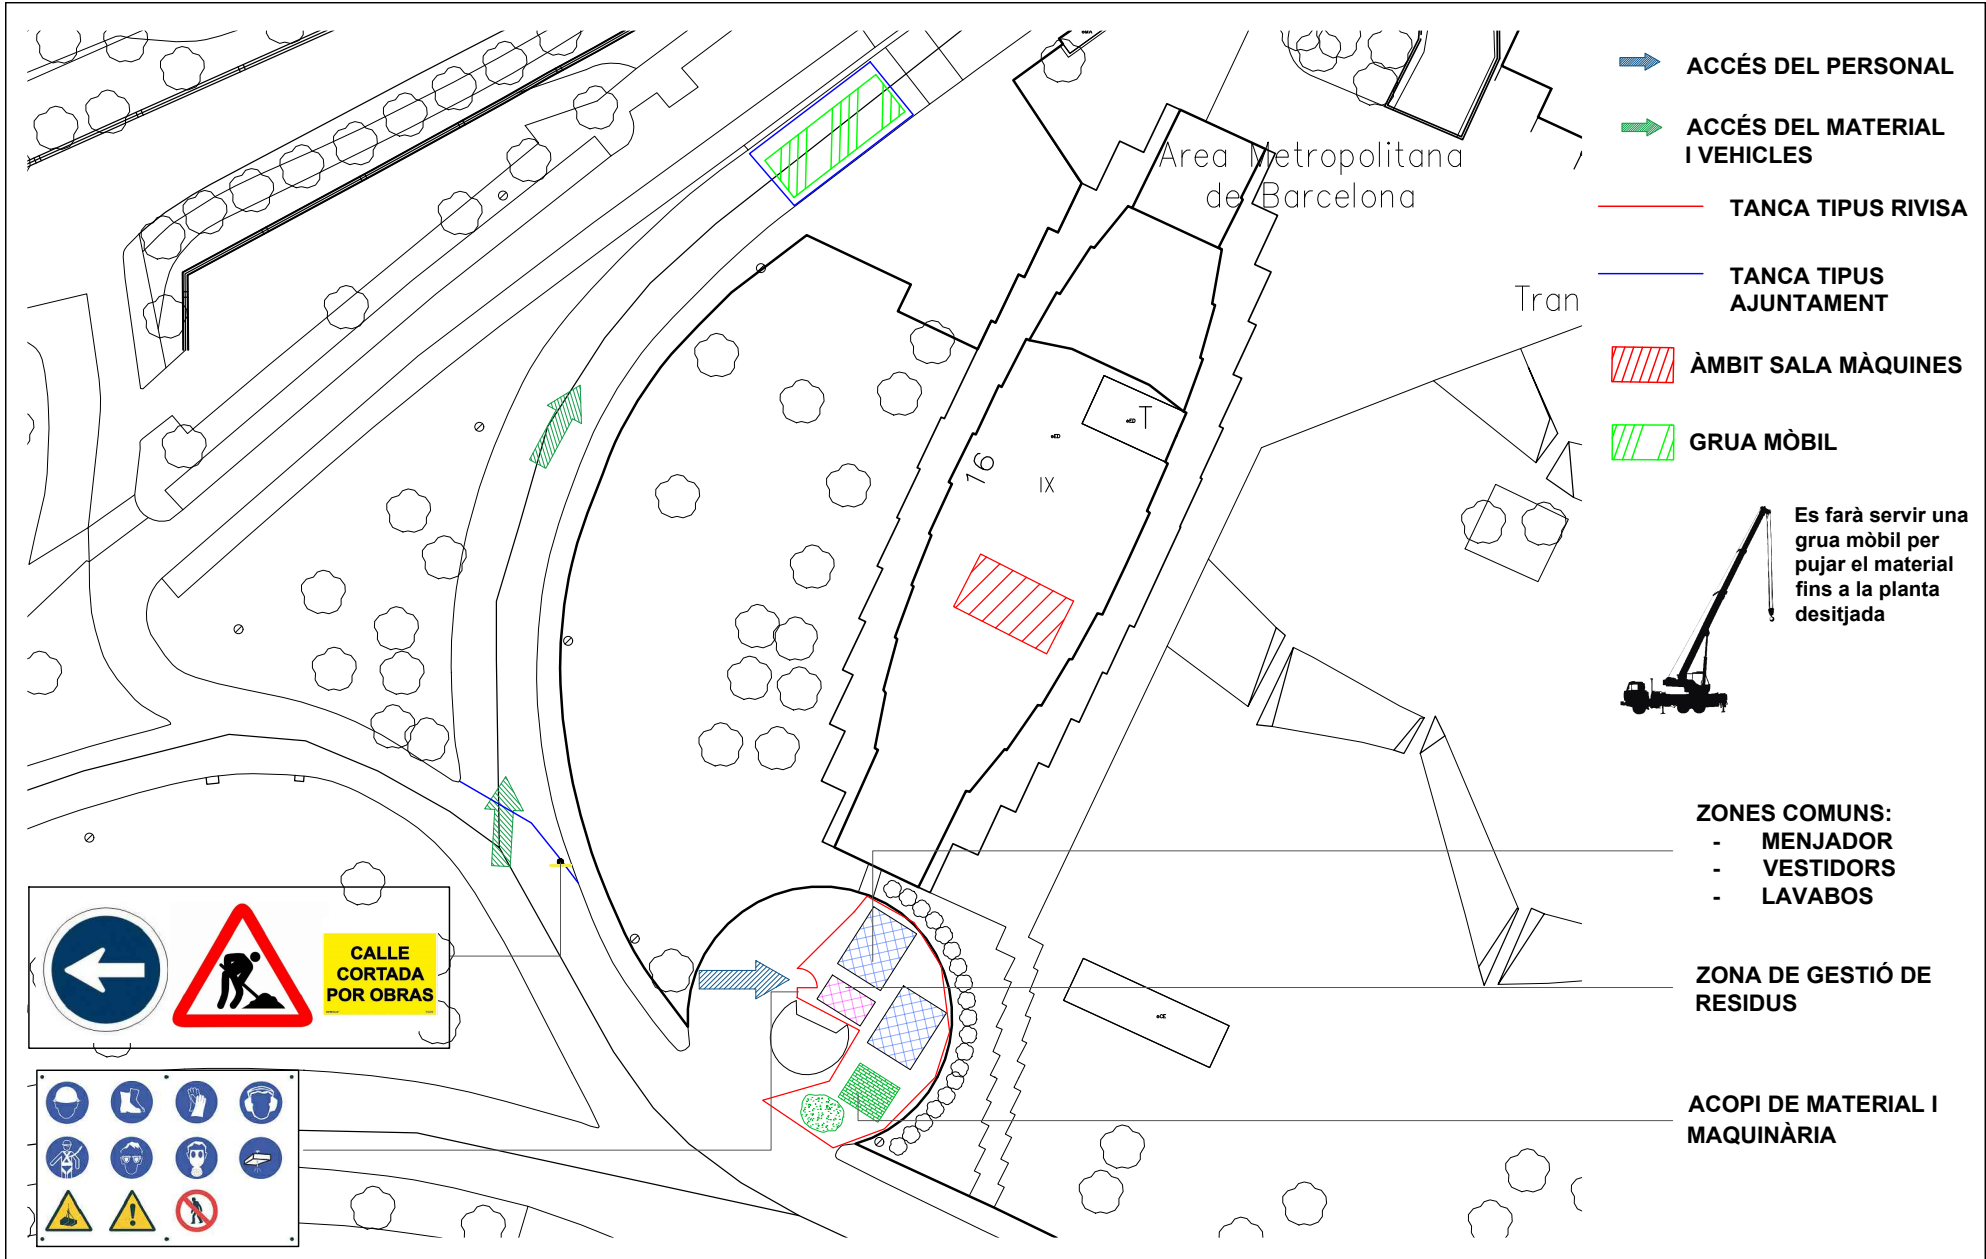 ACCÉS DEL PERSONAL
ACCÉS DEL MATERIAL
I VEHICLES
TANCA TIPUS RIVISA
TANCA TIPUS
AJUNTAMENT
ÀMBIT SALA MÀQUINES
GRUA MÒBIL
Es farà servir una
grua mòbil per
pujar el material
fins a la planta
desitjada
ZONES COMUNS:
- MENJADOR
- VESTIDORS
- LAVABOS
ZONA DE GESTIÓ DE
RESIDUS
ACOPI DE MATERIAL I
MAQUINÀRIA
Area Metropolitana
de Barcelona
Tran
T
16
IX
CALLE
CORTADA
POR OBRAS